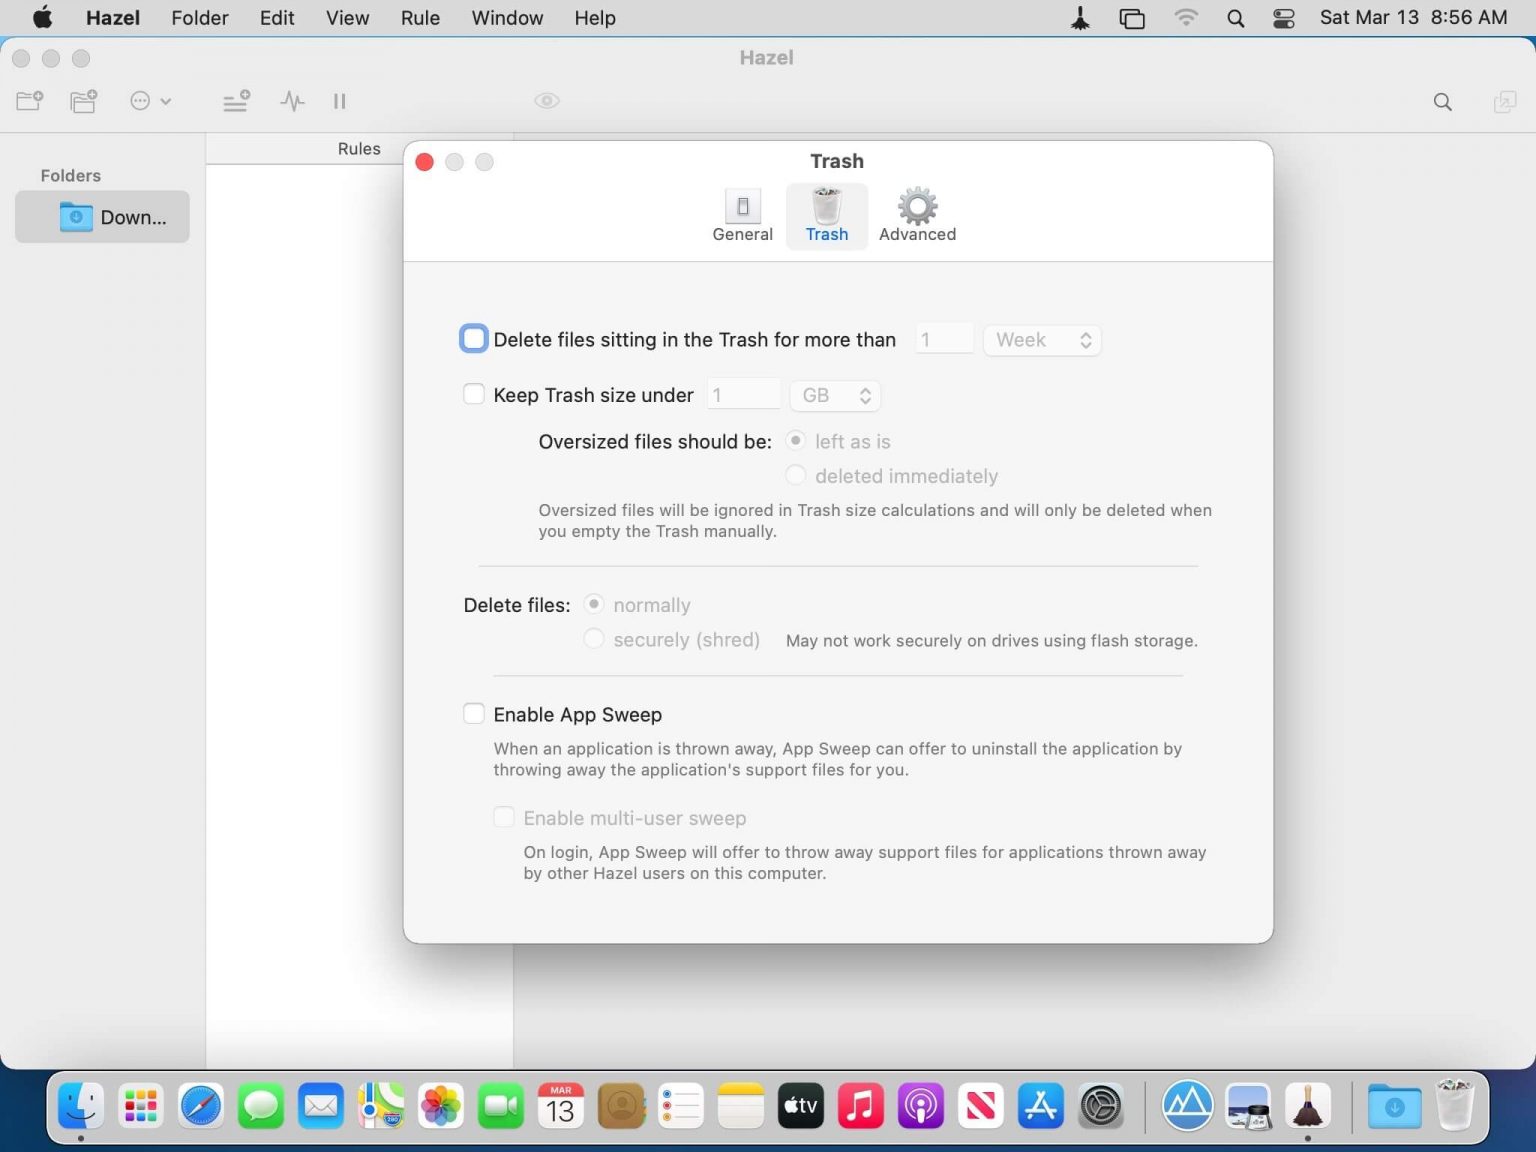 Hazel Folder Edit View Rule Window Help Sat Mar 13 8:56 AM
Hazel
Rules
Folders
Down...
Trash
General Trash Advanced
Delete files sitting in the Trash for more than 1 Week
Keep Trash size under 1 GB
Oversized files should be: left as is
deleted immediately
Oversized files will be ignored in Trash size calculations and will only be deleted when
you empty the Trash manually.
Delete files: normally
securely (shred) May not work securely on drives using flash storage.
Enable App Sweep
When an application is thrown away, App Sweep can offer to uninstall the application by
throwing away the application's support files for you.
Enable multi-user sweep
On login, App Sweep will offer to throw away support files for applications thrown away
by other Hazel users on this computer.
MAR
13
tv